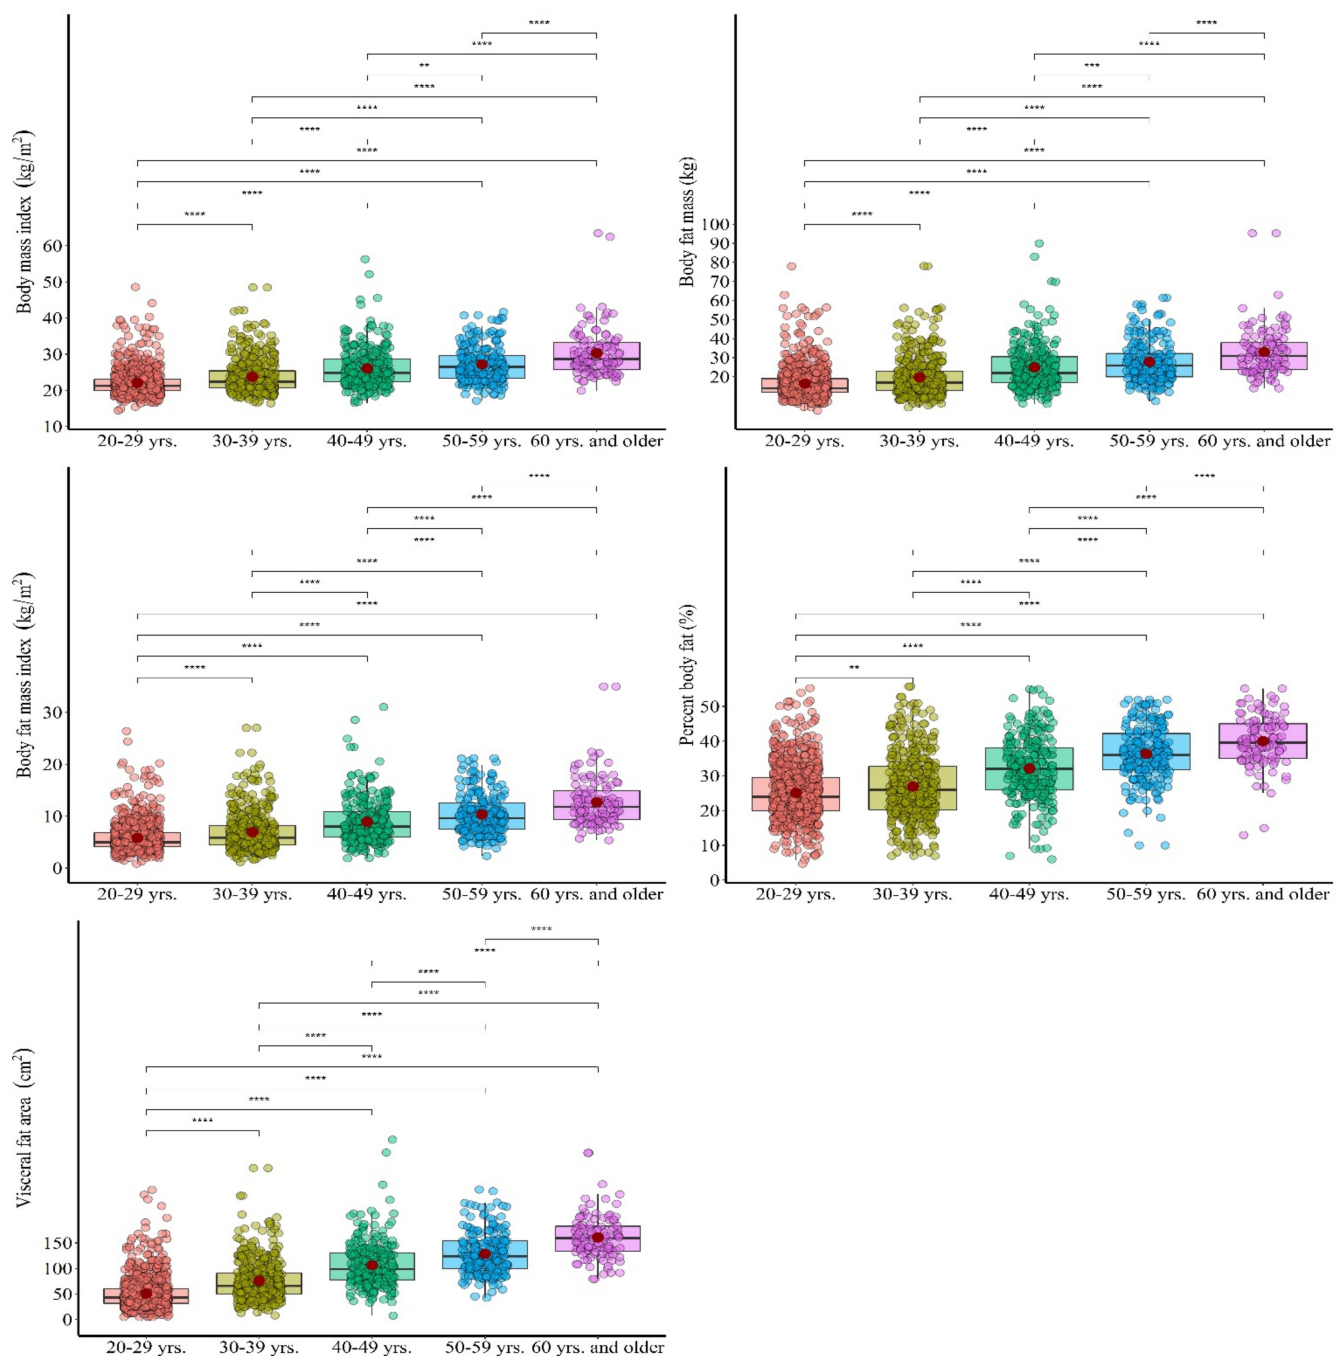 ****
****
**
****
****
****
****
****
****
****
Body mass index (kg/m²)
60
50
40
30
20
10
20-29 yrs.
30-39 yrs.
40-49 yrs.
50-59 yrs.
60 yrs. and older
****
****
***
****
****
****
****
****
****
****
Body fat mass (kg)
100
90
80
70
60
50
40
30
20
20-29 yrs.
30-39 yrs.
40-49 yrs.
50-59 yrs.
60 yrs. and older
****
****
****
****
****
****
****
****
****
****
Body fat mass index (kg/m²)
30
20
10
0
20-29 yrs.
30-39 yrs.
40-49 yrs.
50-59 yrs.
60 yrs. and older
****
****
****
****
****
****
****
****
****
**
Percent body fat (%)
50
40
30
20
10
0
20-29 yrs.
30-39 yrs.
40-49 yrs.
50-59 yrs.
60 yrs. and older
****
****
****
****
****
****
****
****
****
****
Visceral fat area (cm²)
150
100
50
0
20-29 yrs.
30-39 yrs.
40-49 yrs.
50-59 yrs.
60 yrs. and older